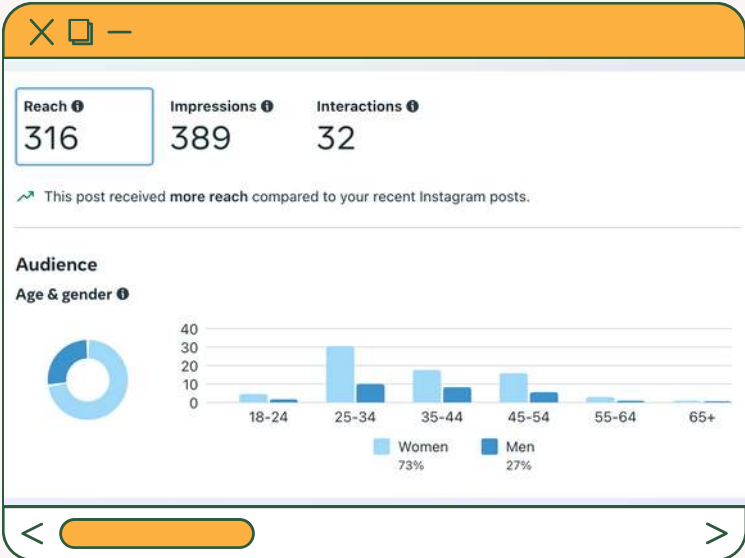 Reach
316
Impressions
389
Interactions
32
This post received more reach compared to your recent Instagram posts.
Audience
Age & gender
40
30
20
10
0
18-24 25-34 35-44 45-54 55-64 65+
Women
73%
Men
27%